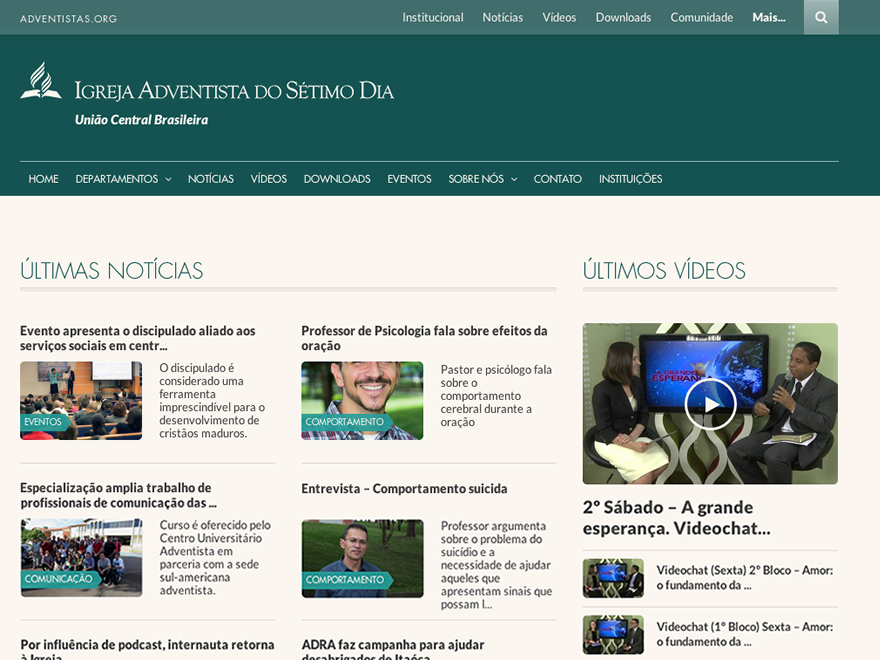 ADVENTISTAS.ORG
Institucional Notícias Vídeos Downloads Comunidade Mais...
Igreja Adventista do Sétimo Dia
União Central Brasileira
HOME DEPARTAMENTOS NOTÍCIAS VÍDEOS DOWNLOADS EVENTOS SOBRE NÓS CONTATO INSTITUIÇÕES
ÚLTIMAS NOTÍCIAS
Evento apresenta o discipulado aliado aos
serviços sociais em centr...
O discipulado é
considerado uma
ferramenta
imprescindível para o
desenvolvimento de
cristãos maduros.
EVENTOS
Professor de Psicologia fala sobre efeitos da
oração
Pastor e psicólogo fala
sobre o
comportamento
cerebral durante a
oração
COMPORTAMENTO
Especialização amplia trabalho de
profissionais de comunicação das ...
Curso é oferecido pelo
Centro Universitário
Adventista em
parceria com a sede
sul-americana
adventista.
COMUNICAÇÃO
Entrevista – Comportamento suicida
Professor argumenta
sobre o problema do
suicídio e a
necessidade de ajudar
aqueles que
apresentam sinais que
possam l...
COMPORTAMENTO
Por influência de podcast, internauta retorna
à Igreja
ADRA faz campanha para ajudar
desabrigados de Itaóca
ÚLTIMOS VÍDEOS
A GRANDE
ESPERANÇA
2º Sábado – A grande
esperança. Videochat...
Videochat (Sexta) 2º Bloco – Amor:
o fundamento da ...
Videochat (1º Bloco) Sexta – Amor:
o fundamento da ...